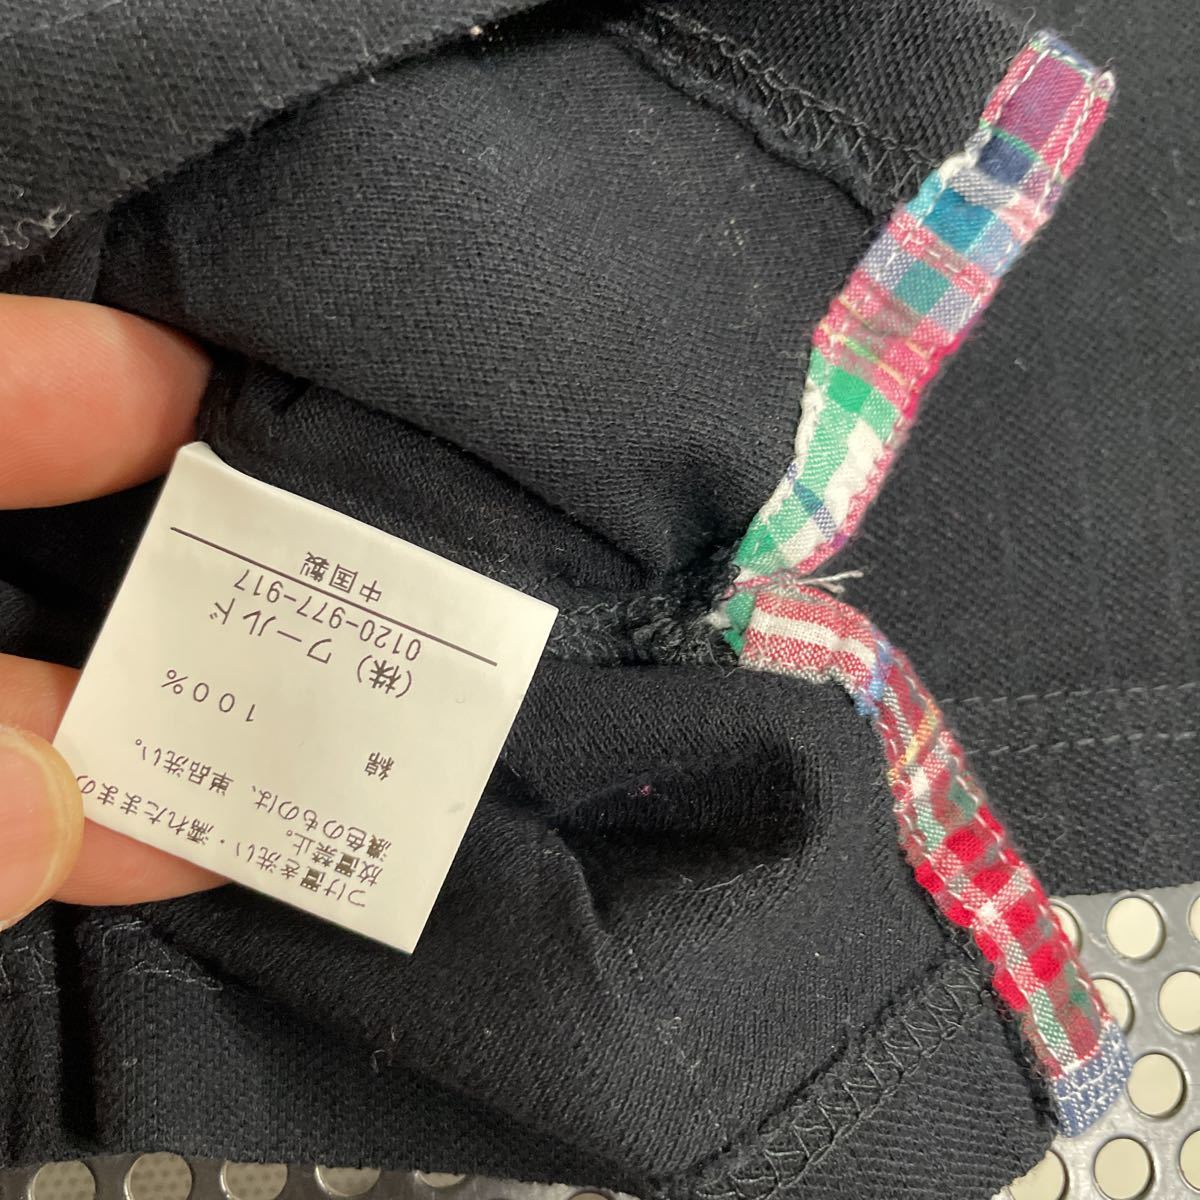 つけ置き洗い・濡れたままの
放置禁止。
濃色のものは、単品洗い。
綿 100%
(株) ワールド
0120-977-917
中国製